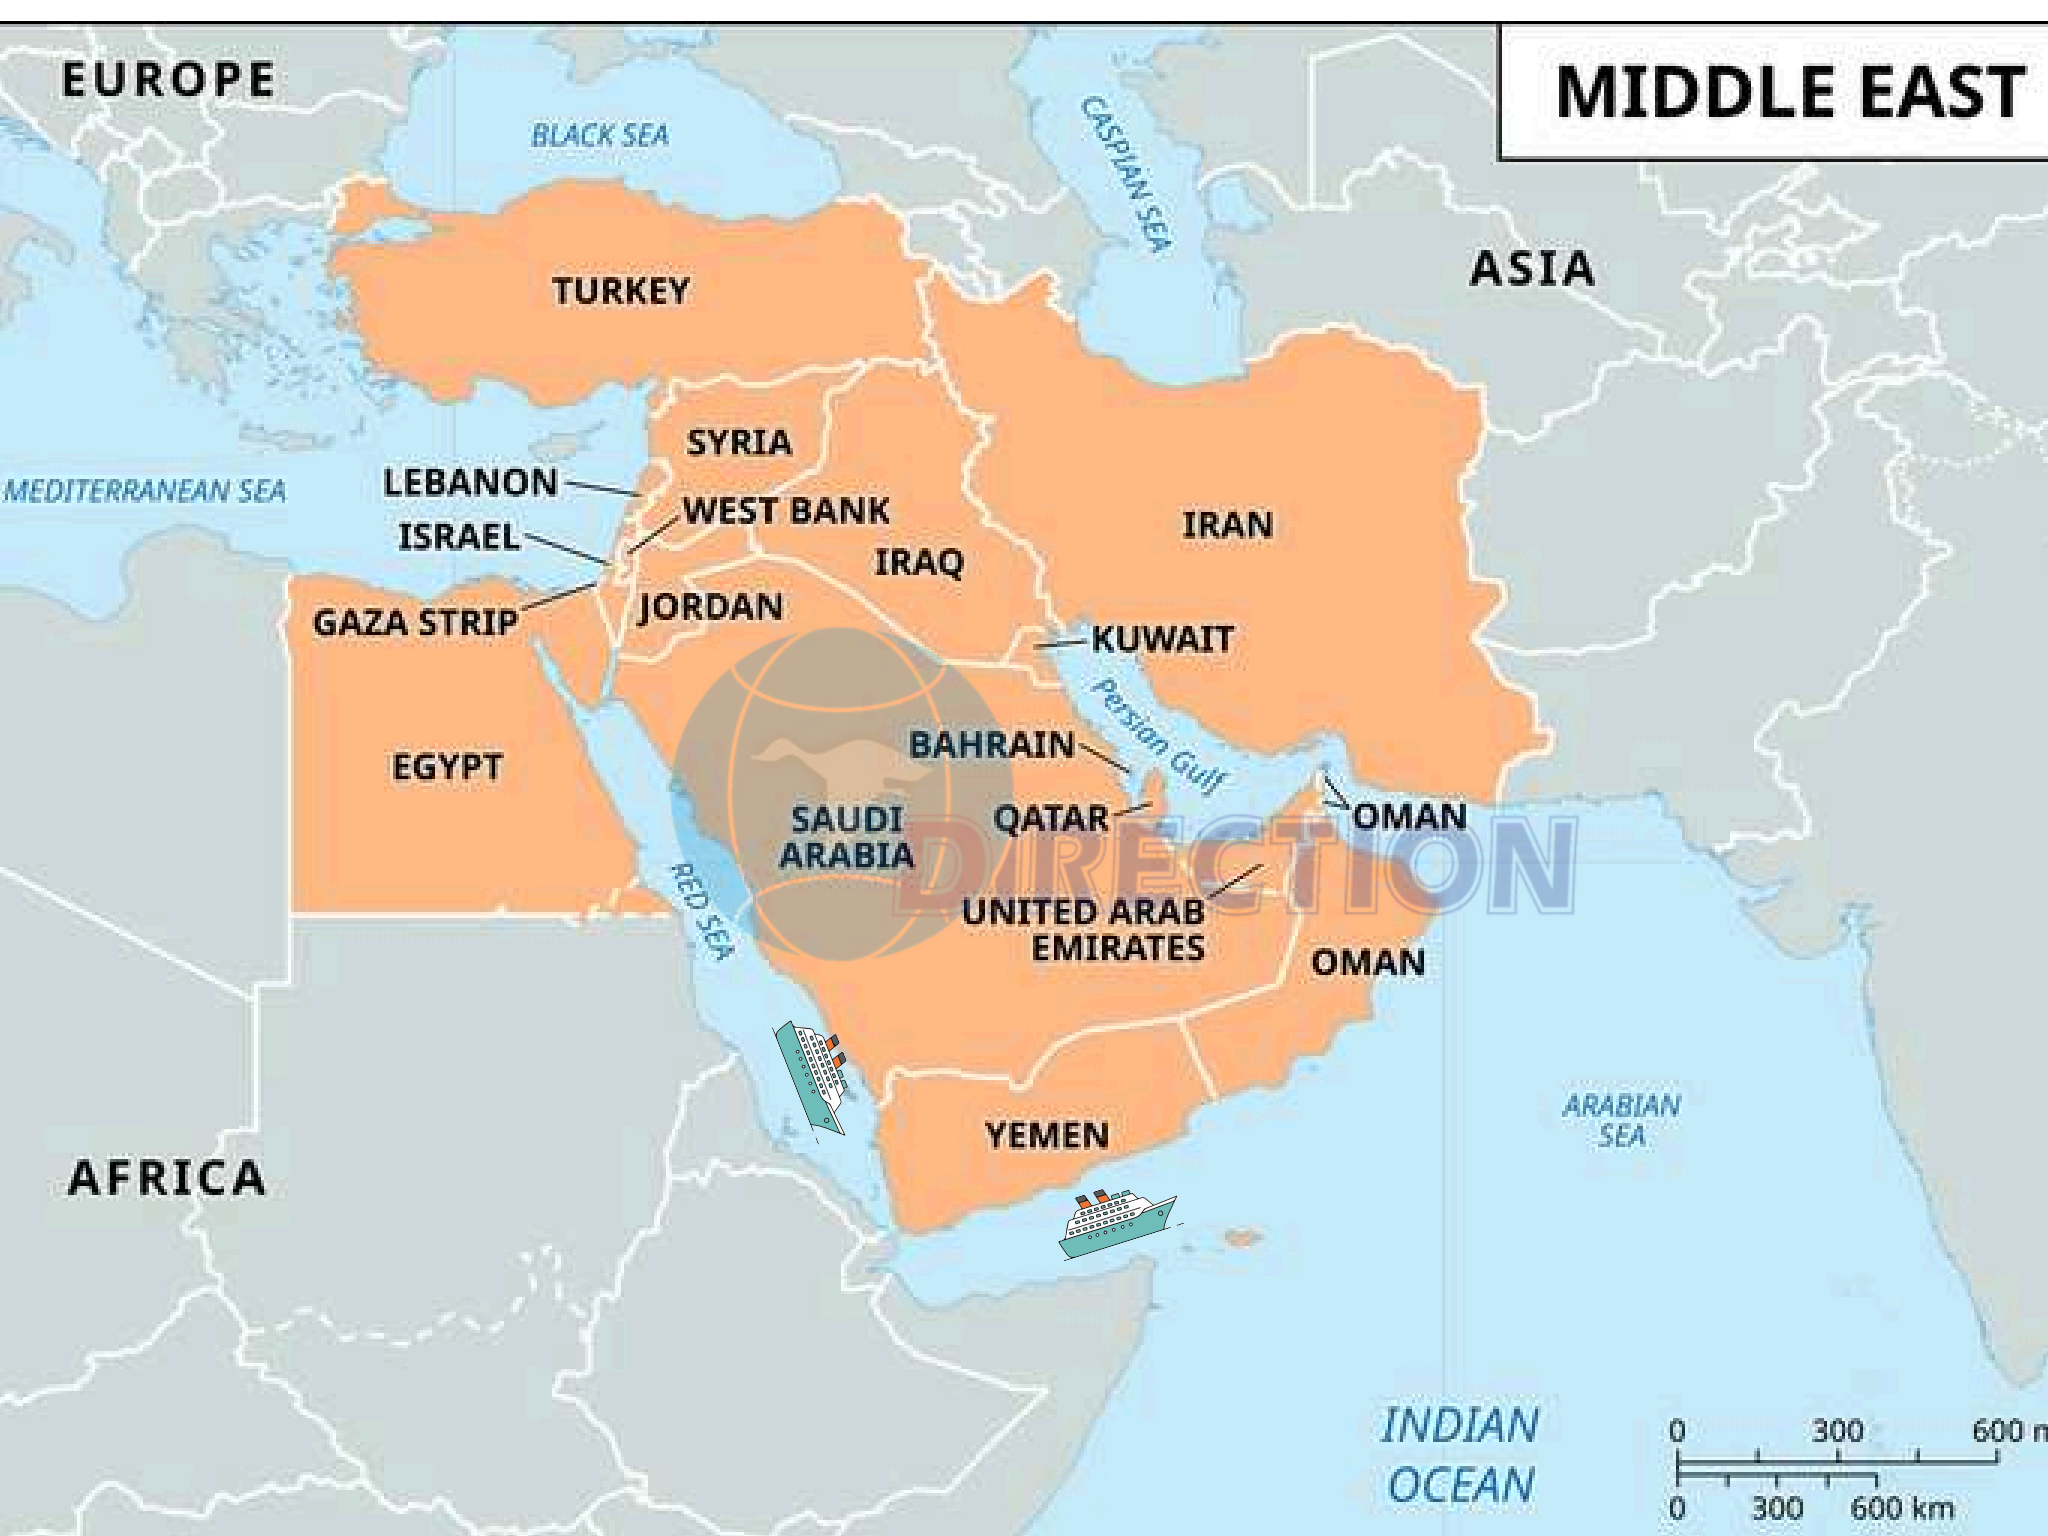 EUROPE
MIDDLE EAST
BLACK SEA
CASPIAN SEA
ASIA
TURKEY
SYRIA
LEBANON
MEDITERRANEAN SEA
WEST BANK
ISRAEL
IRAN
IRAQ
JORDAN
GAZA STRIP
KUWAIT
Persian Gulf
BAHRAIN
EGYPT
SAUDI
ARABIA
QATAR
OMAN
DIRECTION
RED SEA
UNITED ARAB
EMIRATES
OMAN
ARABIAN
SEA
YEMEN
AFRICA
INDIAN
OCEAN
0 300 600 m
0 300 600 km